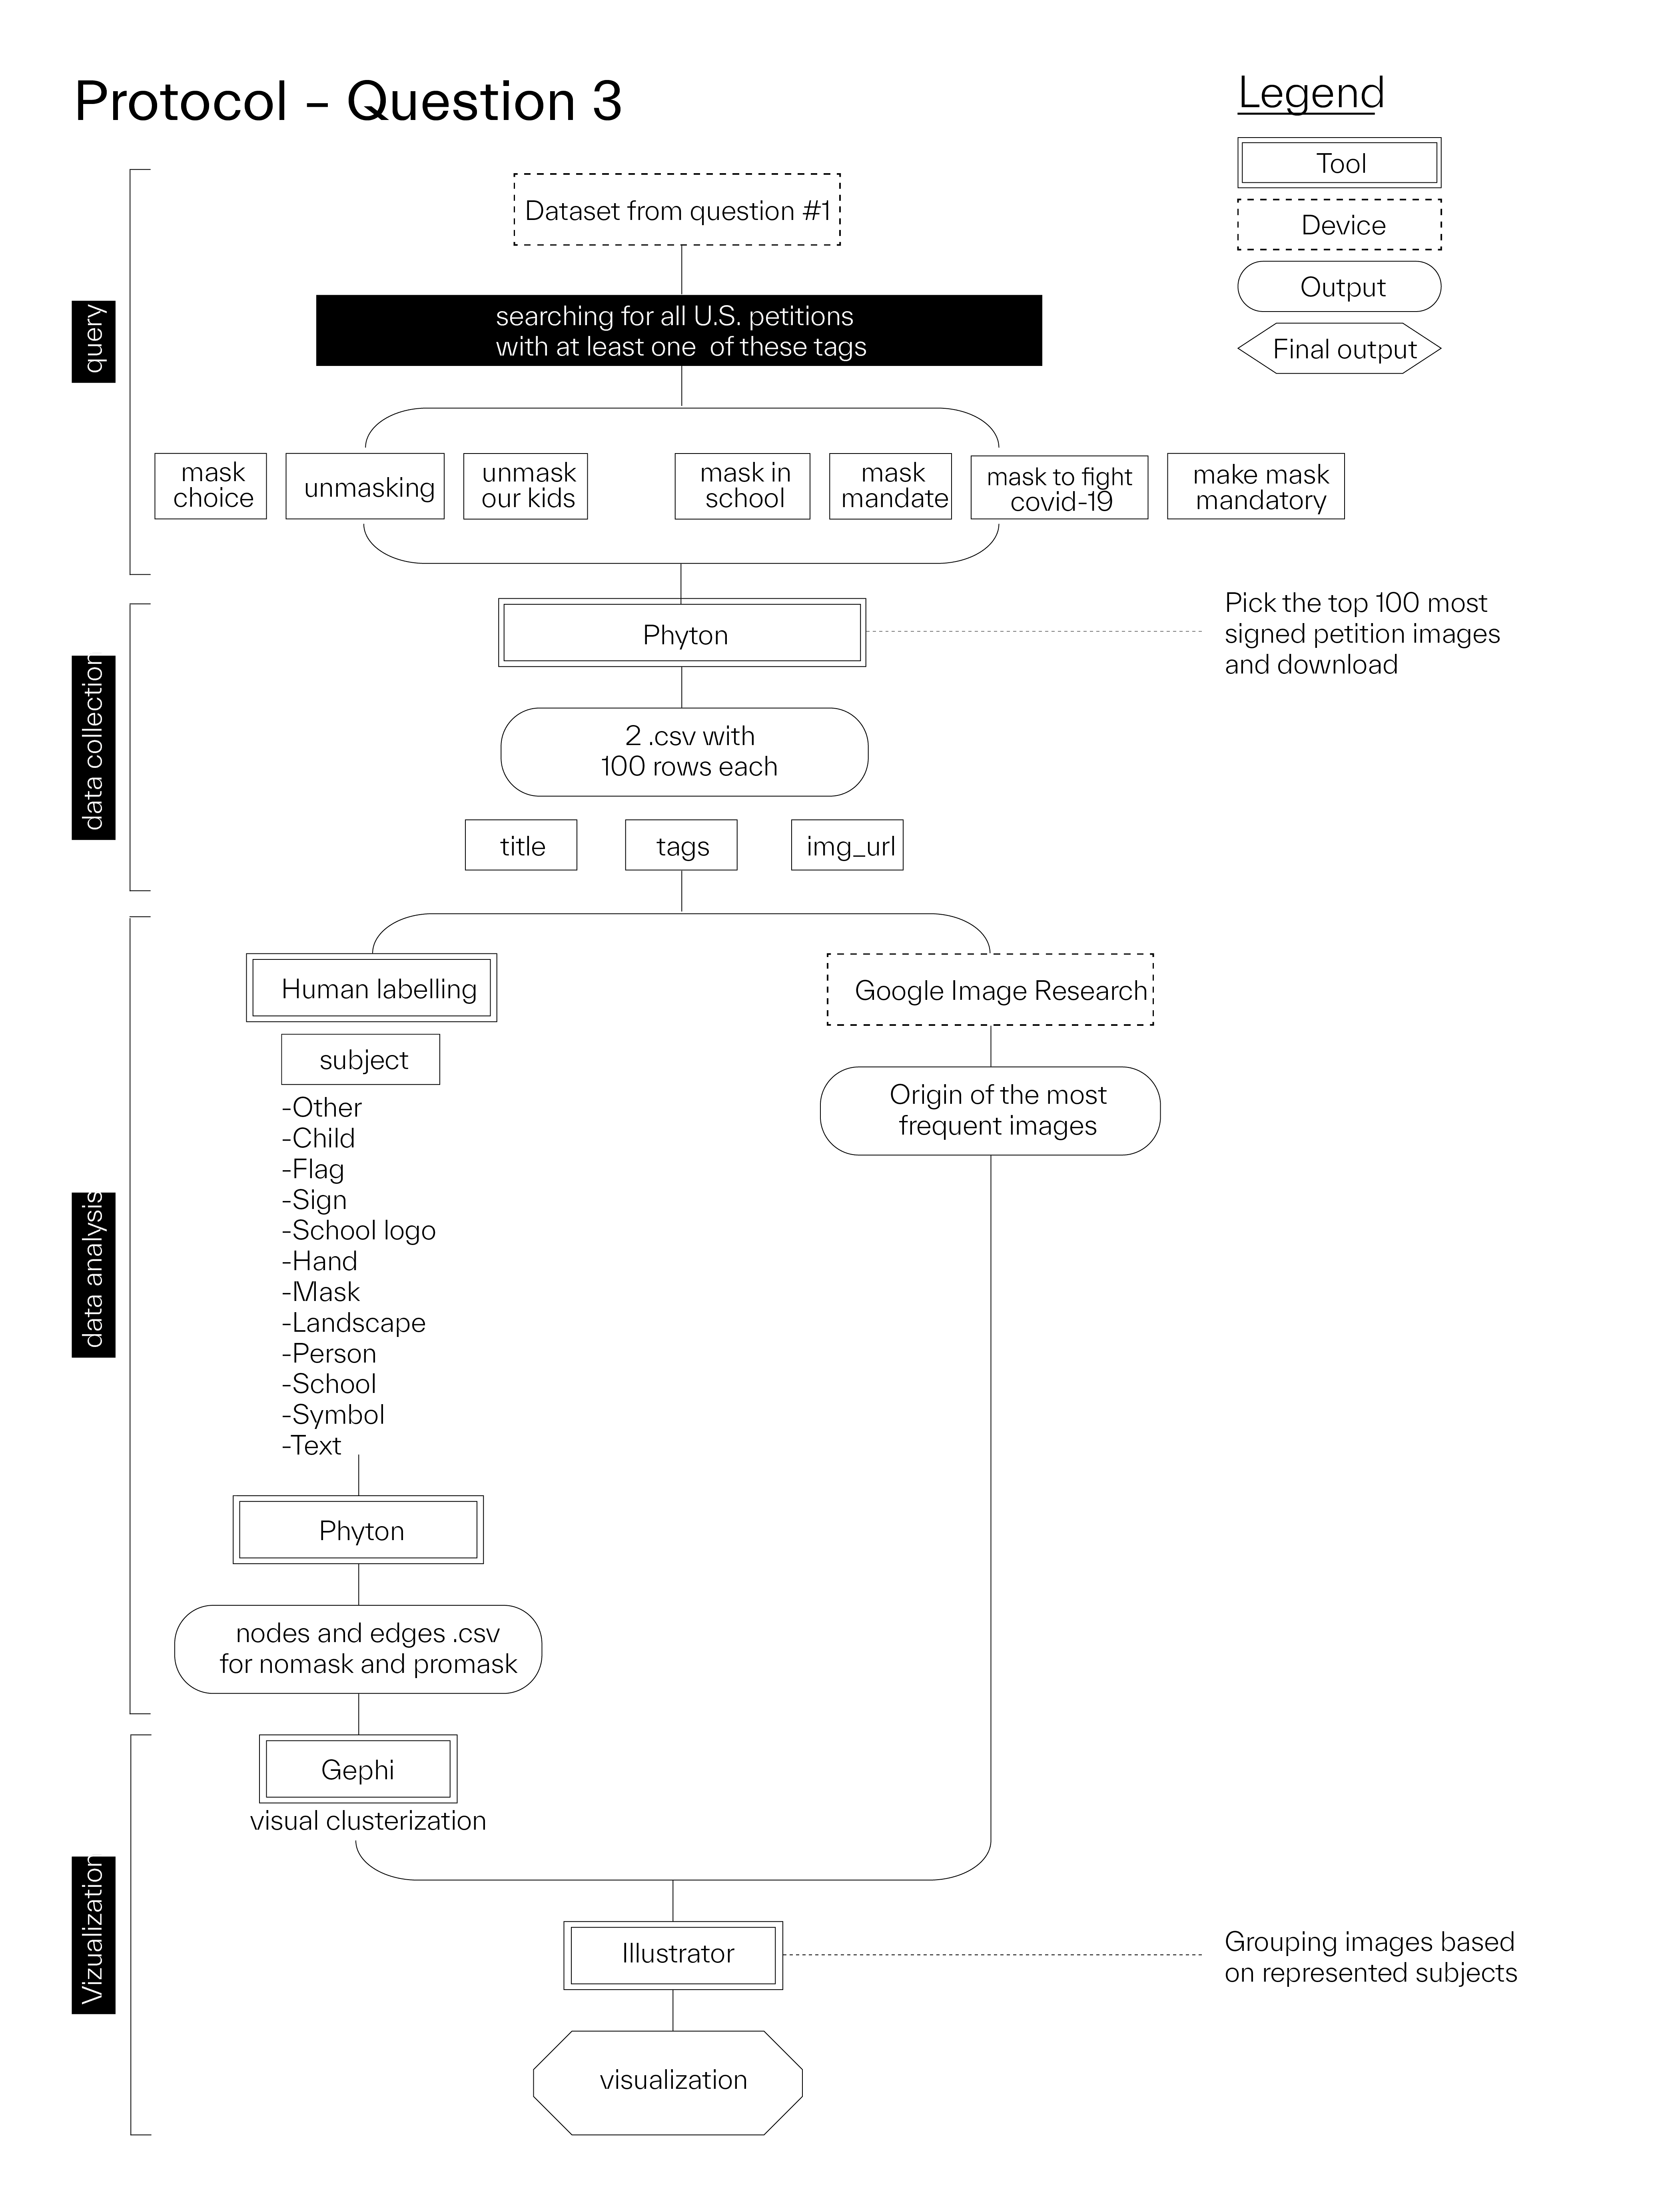 Protocol – Question 3
Legend
Tool
Device
Output
Final output
query
Dataset from question #1
searching for all U.S. petitions
with at least one of these tags
mask
choice
unmasking
unmask
our kids
mask in
school
mask
mandate
mask to fight
covid-19
make mask
mandatory
data collection
Phyton
Pick the top 100 most
signed petition images
and download
2 .csv with
100 rows each
title
tags
img_url
data analysis
Human labelling
Google Image Research
subject
Origin of the most
frequent images
-Other
-Child
-Flag
-Sign
-School logo
-Hand
-Mask
-Landscape
-Person
-School
-Symbol
-Text
Phyton
nodes and edges .csv
for nomask and promask
Vizualization
Gephi
visual clusterization
Illustrator
Grouping images based
on represented subjects
visualization